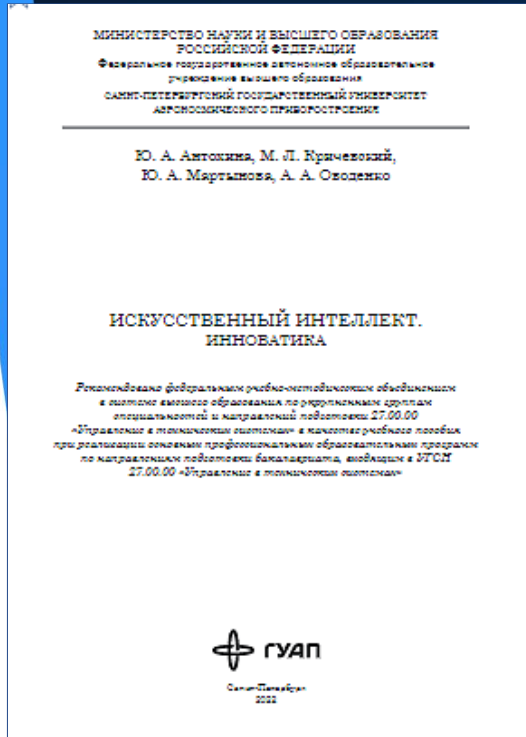 МИНИСТЕРСТВО НАУКИ И ВЫСШЕГО ОБРАЗОВАНИЯ
РОССИЙСКОЙ ФЕДЕРАЦИИ
Федеральное государственное автономное образовательное
учреждение высшего образования
САНКТ-ПЕТЕРБУРГСКИЙ ГОСУДАРСТВЕННЫЙ УНИВЕРСИТЕТ
АЭРОКОСМИЧЕСКОГО ПРИБОРОСТРОЕНИЯ
Ю. А. Антохина, М. Л. Кричевский,
Ю. А. Мартынова, А. А. Оводенко
ИСКУССТВЕННЫЙ ИНТЕЛЛЕКТ.
ИННОВАТИКА
Рекомендовано федеральным учебно-методическим объединением
в системе высшего образования по укрупненным группам
специальностей и направлений подготовки 27.00.00
«Управление в технических системах» в качестве учебного пособия
при реализации основных профессиональных образовательных программ
по направлениям подготовки бакалавриата, входящим в УГСН
27.00.00 «Управление в технических системах»
ГУАП
Санкт-Петербург
2022